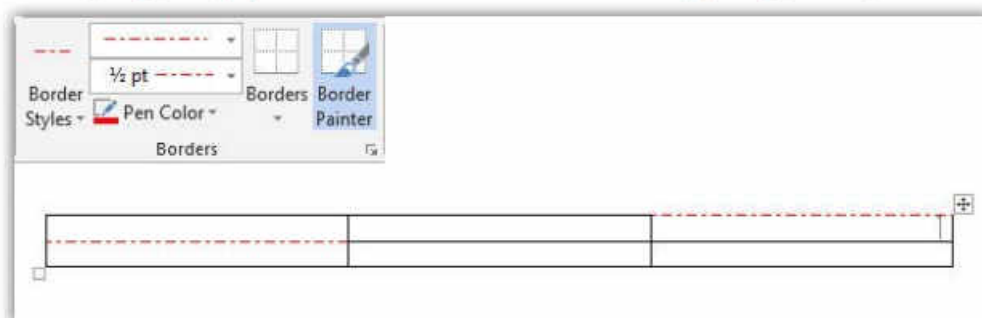 ½ pt
Border Styles
Pen Color
Borders
Border Painter
Borders